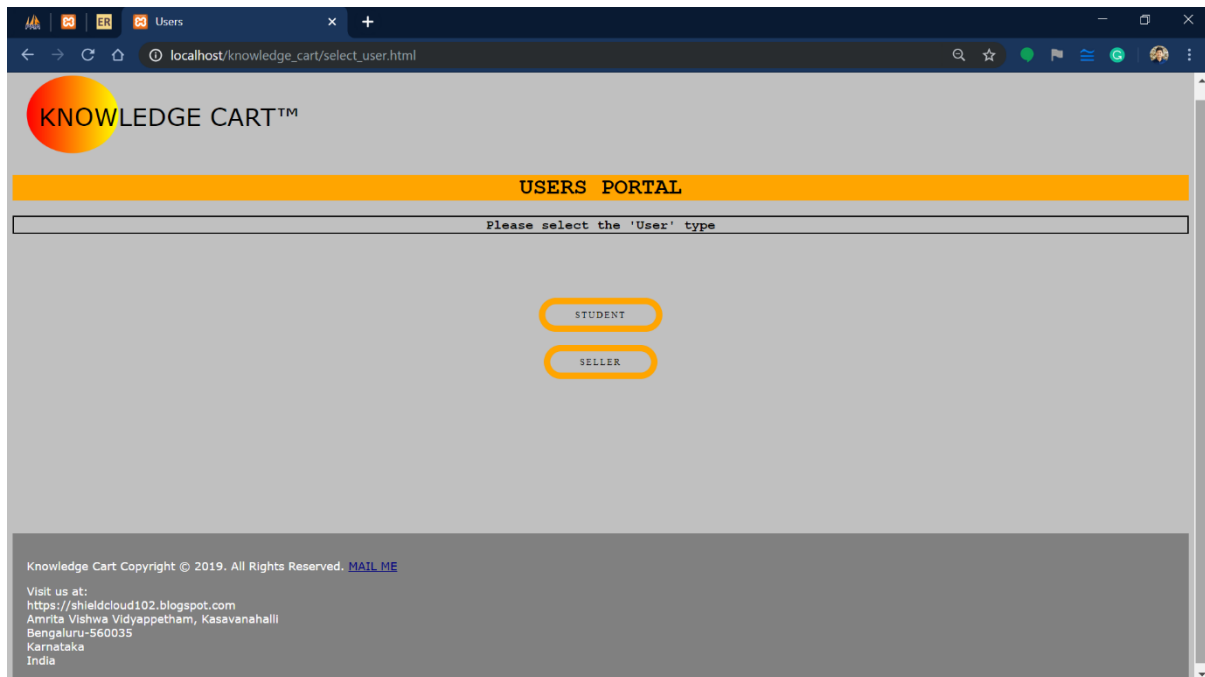 ER
Users
localhost/knowledge_cart/select_user.html
KNOWLEDGE CART™
USERS PORTAL
Please select the 'User' type
STUDENT
SELLER
Knowledge Cart Copyright © 2019. All Rights Reserved. MAIL ME
Visit us at:
https://shieldcloud102.blogspot.com
Amrita Vishwa Vidyappetham, Kasavanahalli
Bengaluru-560035
Karnataka
India